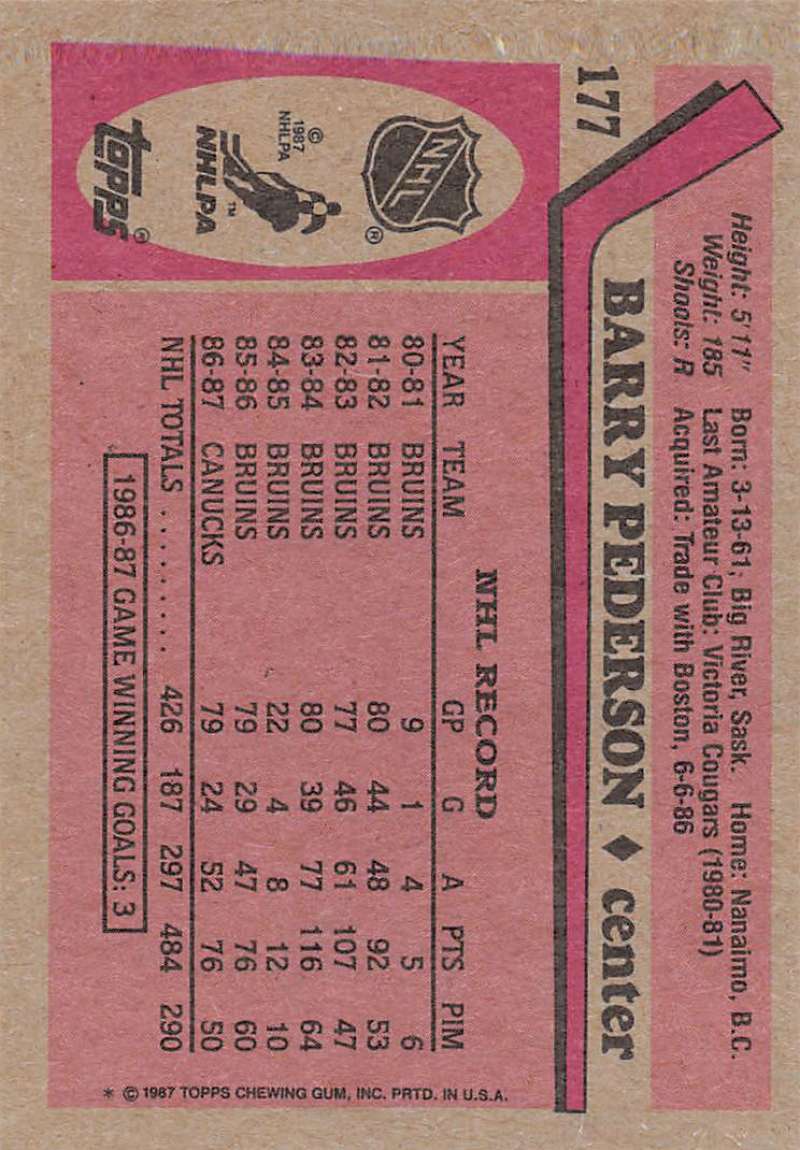 177
Height: 5'11" Born: 3-13-61, Big River, Sask. Home: Nanaimo, B.C.
Weight: 185 Last Amateur Club: Victoria Cougars (1980-81)
Shoots: R Acquired: Trade with Boston, 6-6-86
BARRY PEDERSON ♦ center
NHL ®
© 1987 NHLPA
NHLPA ™
TOPPS ®
NHL RECORD
YEAR TEAM GP G A PTS PIM
80-81 BRUINS 9 1 4 5 6
81-82 BRUINS 80 44 48 92 53
82-83 BRUINS 77 46 61 107 47
83-84 BRUINS 80 39 77 116 64
84-85 BRUINS 22 4 8 12 10
85-86 BRUINS 79 29 47 76 60
86-87 CANUCKS 79 24 52 76 50
NHL TOTALS . . . . . . . . . 426 187 297 484 290
1986-87 GAME WINNING GOALS: 3
* © 1987 TOPPS CHEWING GUM, INC. PRTD. IN U.S.A.